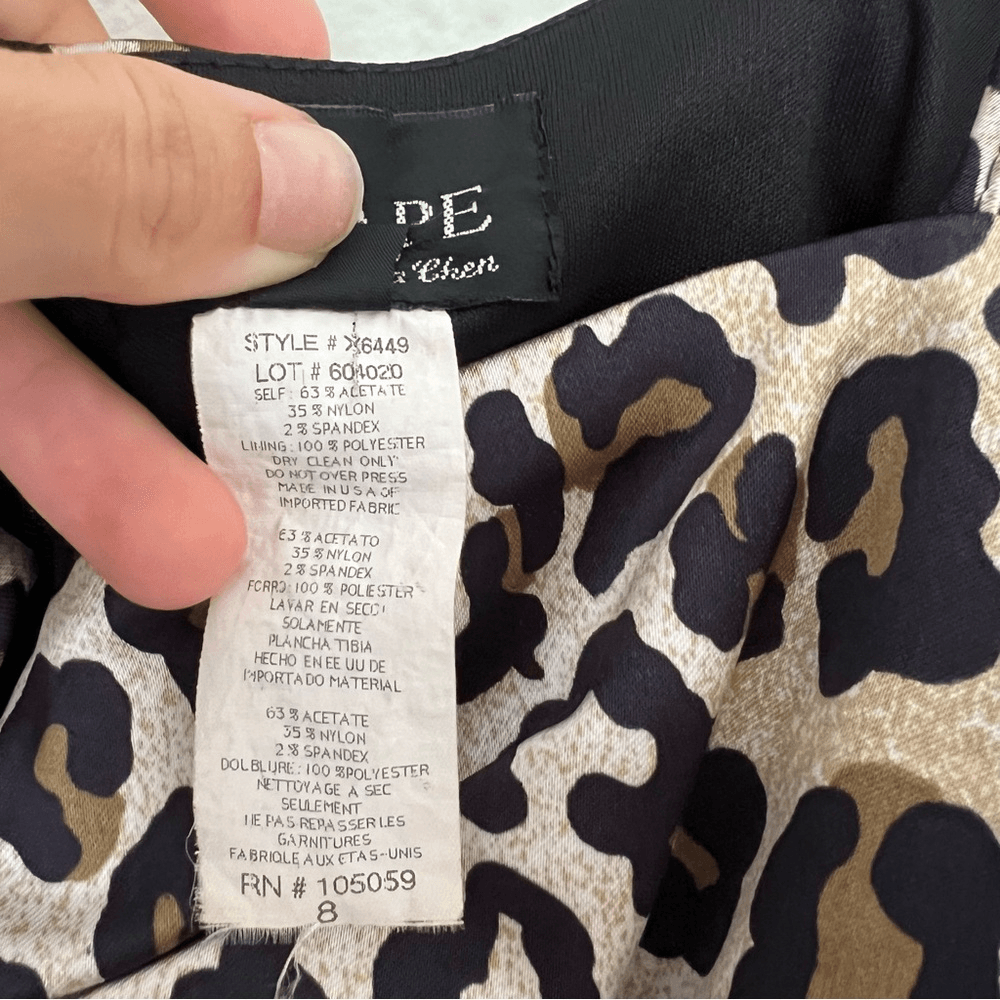 PE
Chen
STYLE # X6449
LOT # 604020
SELF: 63 % ACETATE
35 % NYLON
2 % SPANDEX
LINING: 100 % POLYESTER
DRY CLEAN ONLY
DO NOT OVER PRESS
MADE IN U S A OF
IMPORTED FABRIC
63 % ACETATO
35 % NYLON
2 % SPANDEX
FORRO: 100 % POLIESTER
LAVAR EN SECO
SOLAMENTE
PLANCHA TIBIA
HECHO EN EE UU DE
IMPORTADO MATERIAL
63 % ACETATE
35 % NYLON
2 % SPANDEX
DOLBLURE: 100 % POLYESTER
NETTOYAGE A SEC
SEULEMENT
NE PAS REPASSER LES
GARNITURES
FABRIQUE AUX ETAS-UNIS
RN # 105059
8